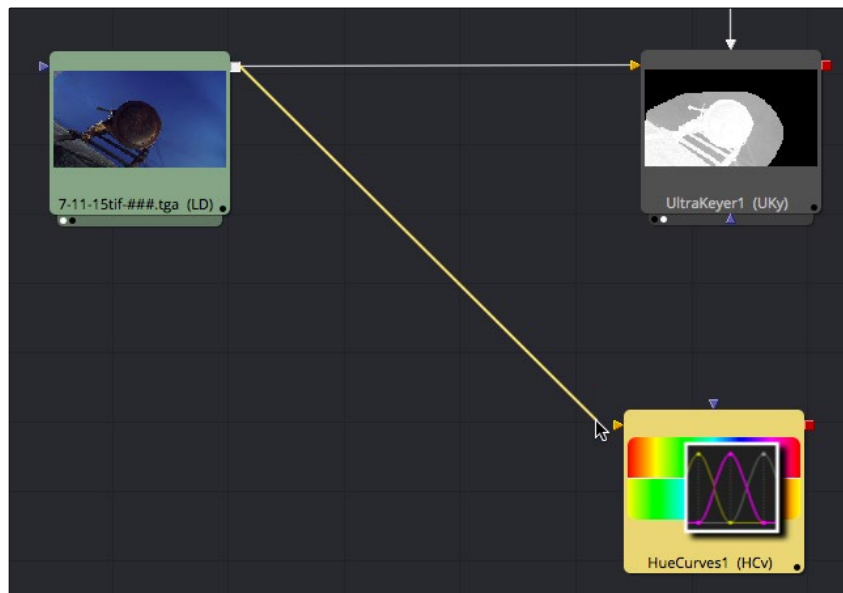 7-11-15tif-###.tga (LD)
UltraKeyer1 (UKy)
HueCurves1 (HCv)